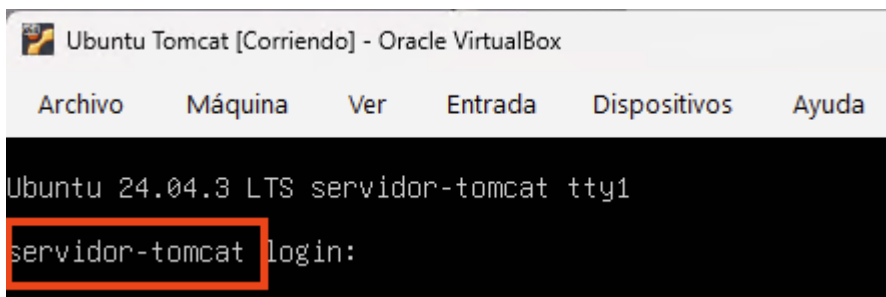 Ubuntu Tomcat [Corriendo] - Oracle VirtualBox
Archivo Máquina Ver Entrada Dispositivos Ayuda
Ubuntu 24.04.3 LTS servidor-tomcat tty1
servidor-tomcat login: